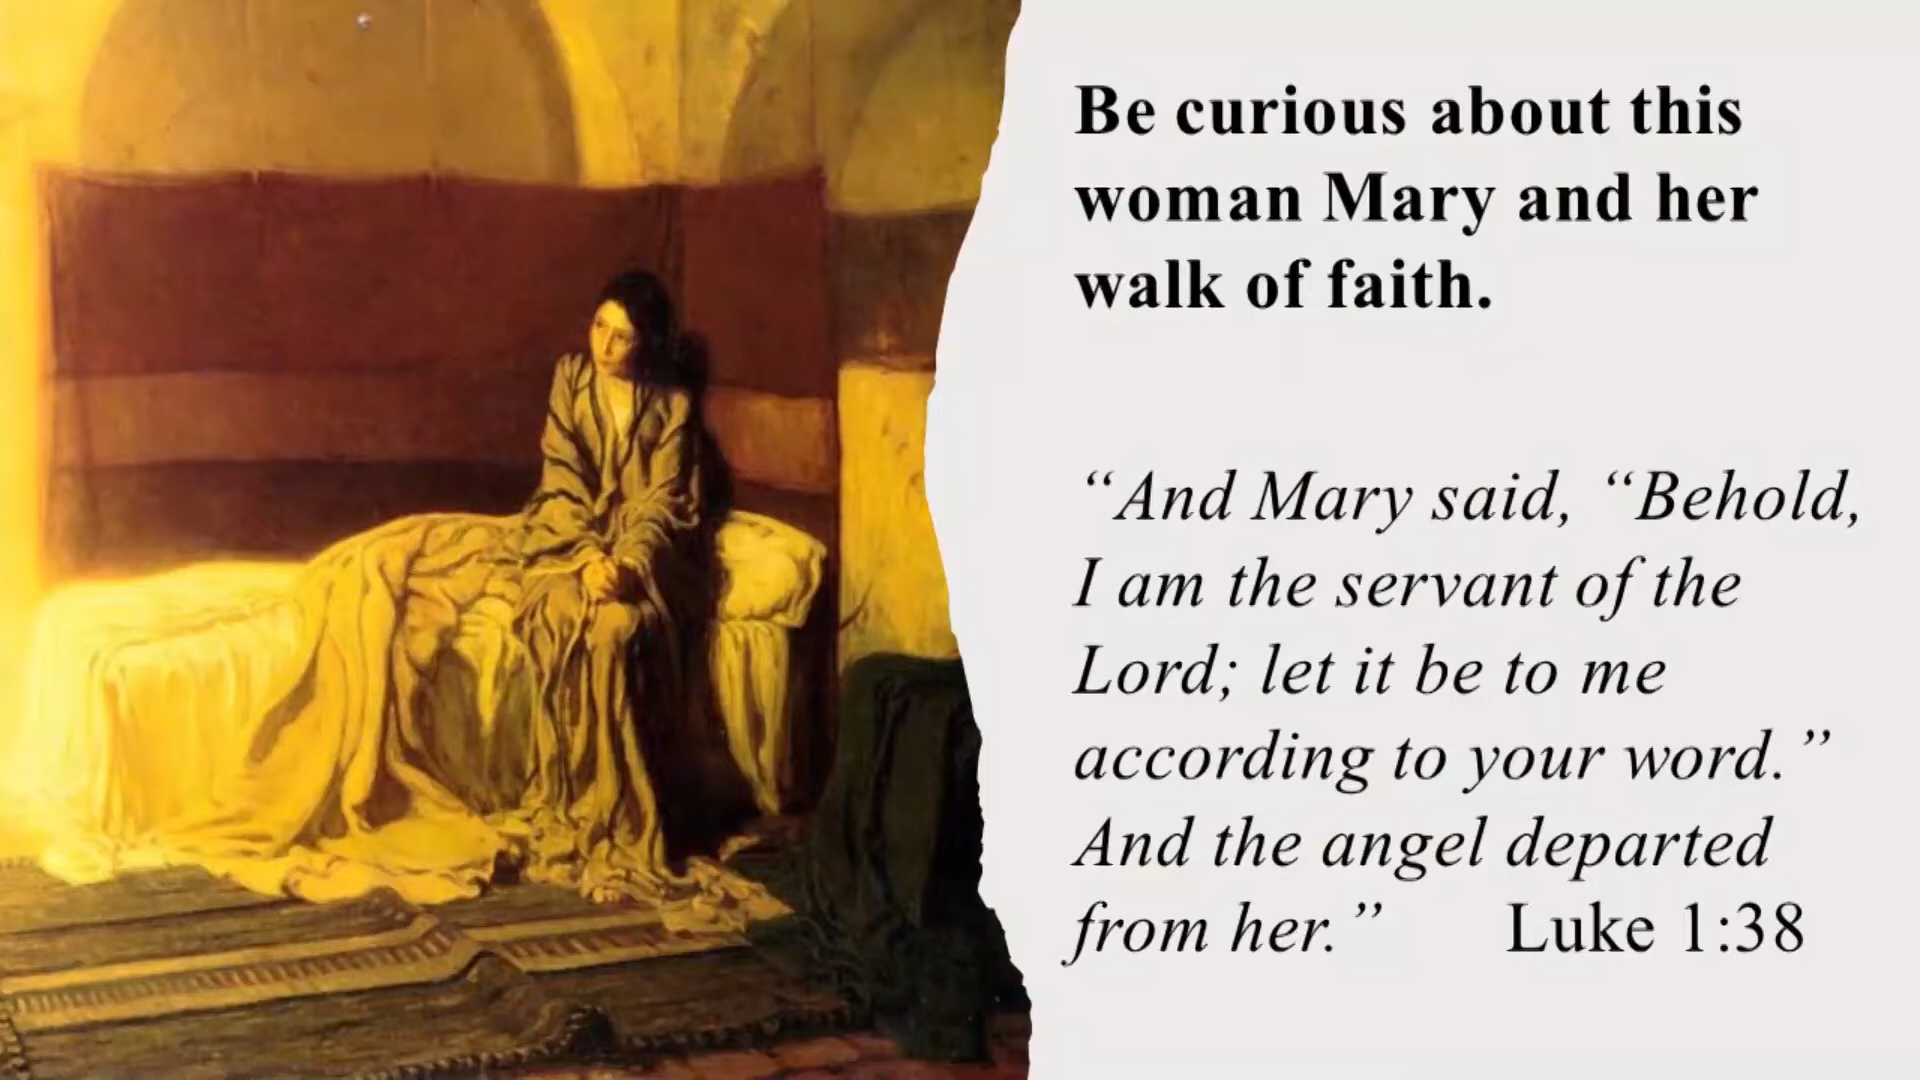 Be curious about this
woman Mary and her
walk of faith.
“And Mary said, “Behold,
I am the servant of the
Lord; let it be to me
according to your word.”
And the angel departed
from her.” Luke 1:38